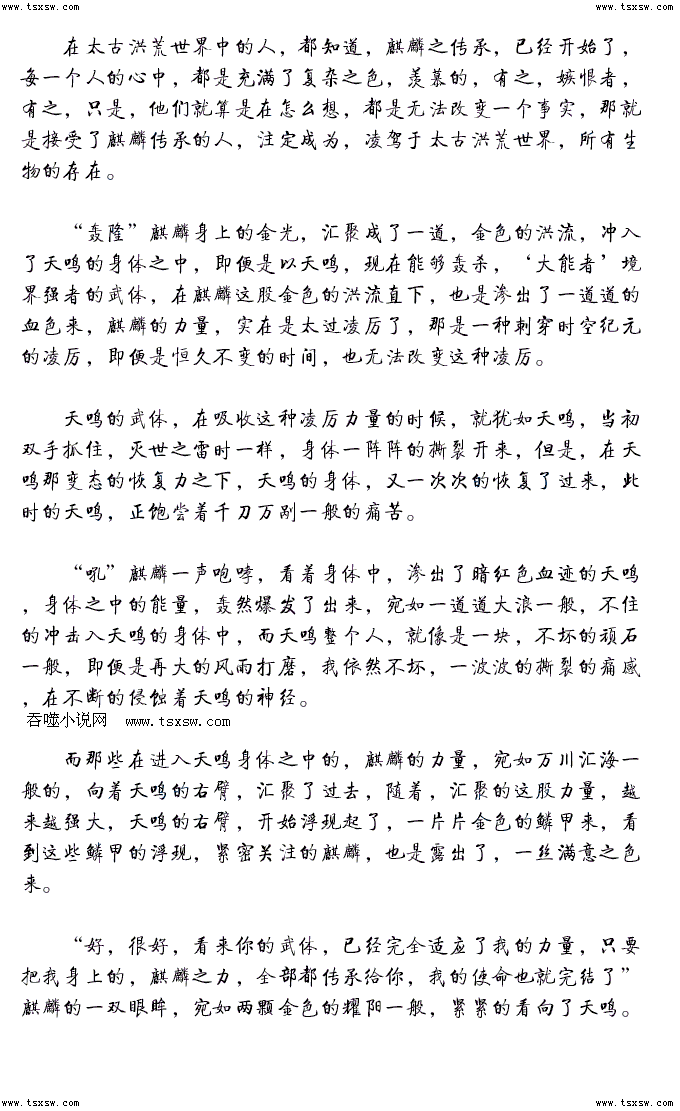 www.tsxsw.com www.tsxsw.com
在太古洪荒世界中的人，都知道，麒麟之传承，已经开始了，
每一个人的心中，都是充满了复杂之色，羡慕的，有之，嫉恨者，
有之，只是，他们就算是在怎么想，都是无法改变一个事实，那就
是接受了麒麟传承的人，注定成为，凌驾于太古洪荒世界，所有生
物的存在。
“轰隆”麒麟身上的金光，汇聚成了一道，金色的洪流，冲入
了天鸣的身体之中，即便是以天鸣，现在能够轰杀，‘大能者’境
界强者的武体，在麒麟这股金色的洪流直下，也是渗出了一道道的
血色来，麒麟的力量，实在是太过凌厉了，那是一种刺穿时空纪元
的凌厉，即便是恒久不变的时间，也无法改变这种凌厉。
天鸣的武体，在吸收这种凌厉力量的时候，就犹如天鸣，当初
双手抓住，灭世之雷时一样，身体一阵阵的撕裂开来，但是，在天
鸣那变态的恢复力之下，天鸣的身体，又一次次的恢复了过来，此
时的天鸣，正饱尝着千刀万剐一般的痛苦。
“吼”麒麟一声咆哮，看着身体中，渗出了暗红色血迹的天鸣
，身体之中的能量，轰然爆发了出来，宛如一道道大浪一般，不住
的冲击入天鸣的身体中，而天鸣整个人，就像是一块，不坏的顽石
一般，即便是再大的风雨打磨，我依然不坏，一波波的撕裂的痛感
，在不断的侵蚀着天鸣的神经。
吞噬小说网 www.tsxsw.com
而那些在进入天鸣身体之中的，麒麟的力量，宛如万川汇海一
般的，向着天鸣的右臂，汇聚了过去，随着，汇聚的这股力量，越
来越强大，天鸣的右臂，开始浮现起了，一片片金色的鳞甲来，看
到这些鳞甲的浮现，紧密关注的麒麟，也是露出了，一丝满意之色
来。
“好，很好，看来你的武体，已经完全适应了我的力量，只要
把我身上的，麒麟之力，全部都传承给你，我的使命也就完结了”
麒麟的一双眼眸，宛如两颗金色的耀阳一般，紧紧的看向了天鸣。
www.tsxsw.com www.tsxsw.com